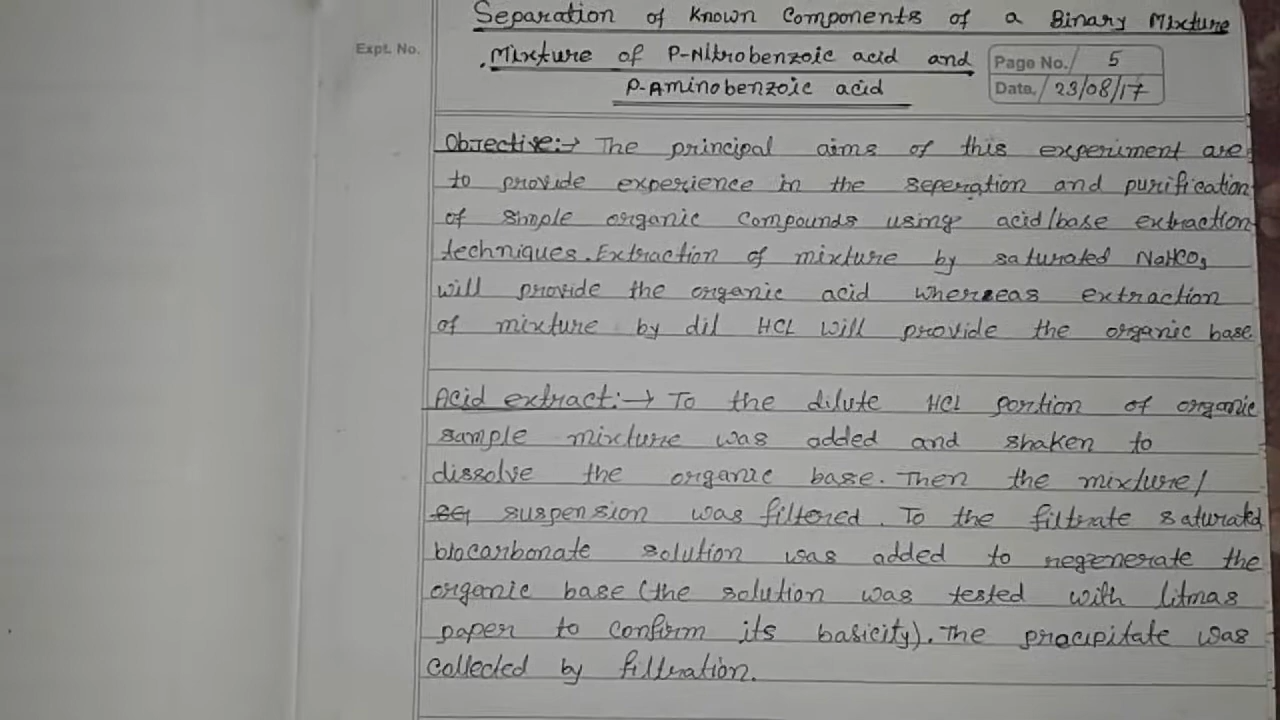 Separation of Known Components of a Binary Mixture
Expt. No.
Mixture of P-Nitrobenzoic acid and
Page No. 5
P-Aminobenzoic acid
Date. 23/08/17
Objective:→ The principal aims of this experiment are
to provide experience in the seperation and purification
of simple organic compounds using acid/base extraction
techniques. Extraction of mixture by saturated NaHCO3
will provide the organic acid whereas extraction
of mixture by dil HCL will provide the organic base
Acid extract:→ To the dilute HCL portion of organic
sample mixture was added and shaken to
dissolve the organic base. Then the mixture/
suspension was filtered. To the filtrate saturated
biocarbonate solution was added to regenerate the
organic base (the solution was tested with litmas
paper to confirm its basicity). The precipitate was
collected by filtration.